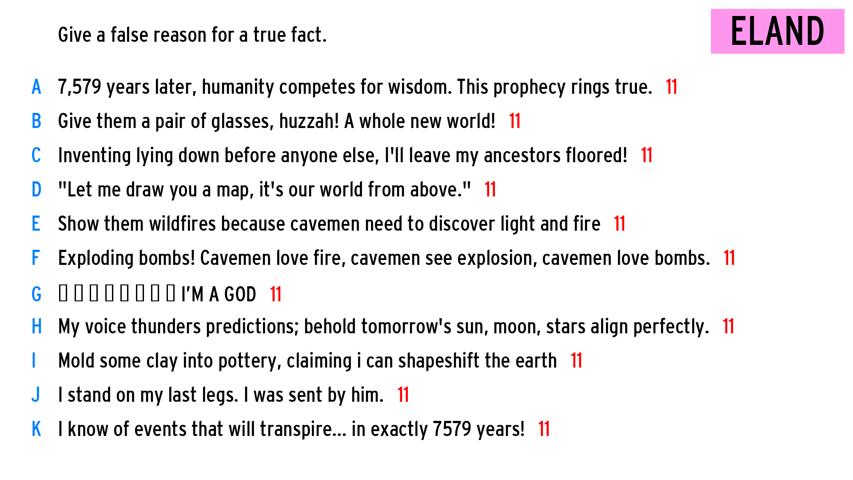 Give a false reason for a true fact.
ELAND
A 7,579 years later, humanity competes for wisdom. This prophecy rings true. 11
B Give them a pair of glasses, huzzah! A whole new world! 11
C Inventing lying down before anyone else, I'll leave my ancestors floored! 11
D "Let me draw you a map, it's our world from above." 11
E Show them wildfires because cavemen need to discover light and fire 11
F Exploding bombs! Cavemen love fire, cavemen see explosion, cavemen love bombs. 11
G ▯ ▯ ▯ ▯ ▯ ▯ ▯ ▯ I’M A GOD 11
H My voice thunders predictions; behold tomorrow's sun, moon, stars align perfectly. 11
I Mold some clay into pottery, claiming i can shapeshift the earth 11
J I stand on my last legs. I was sent by him. 11
K I know of events that will transpire... in exactly 7579 years! 11